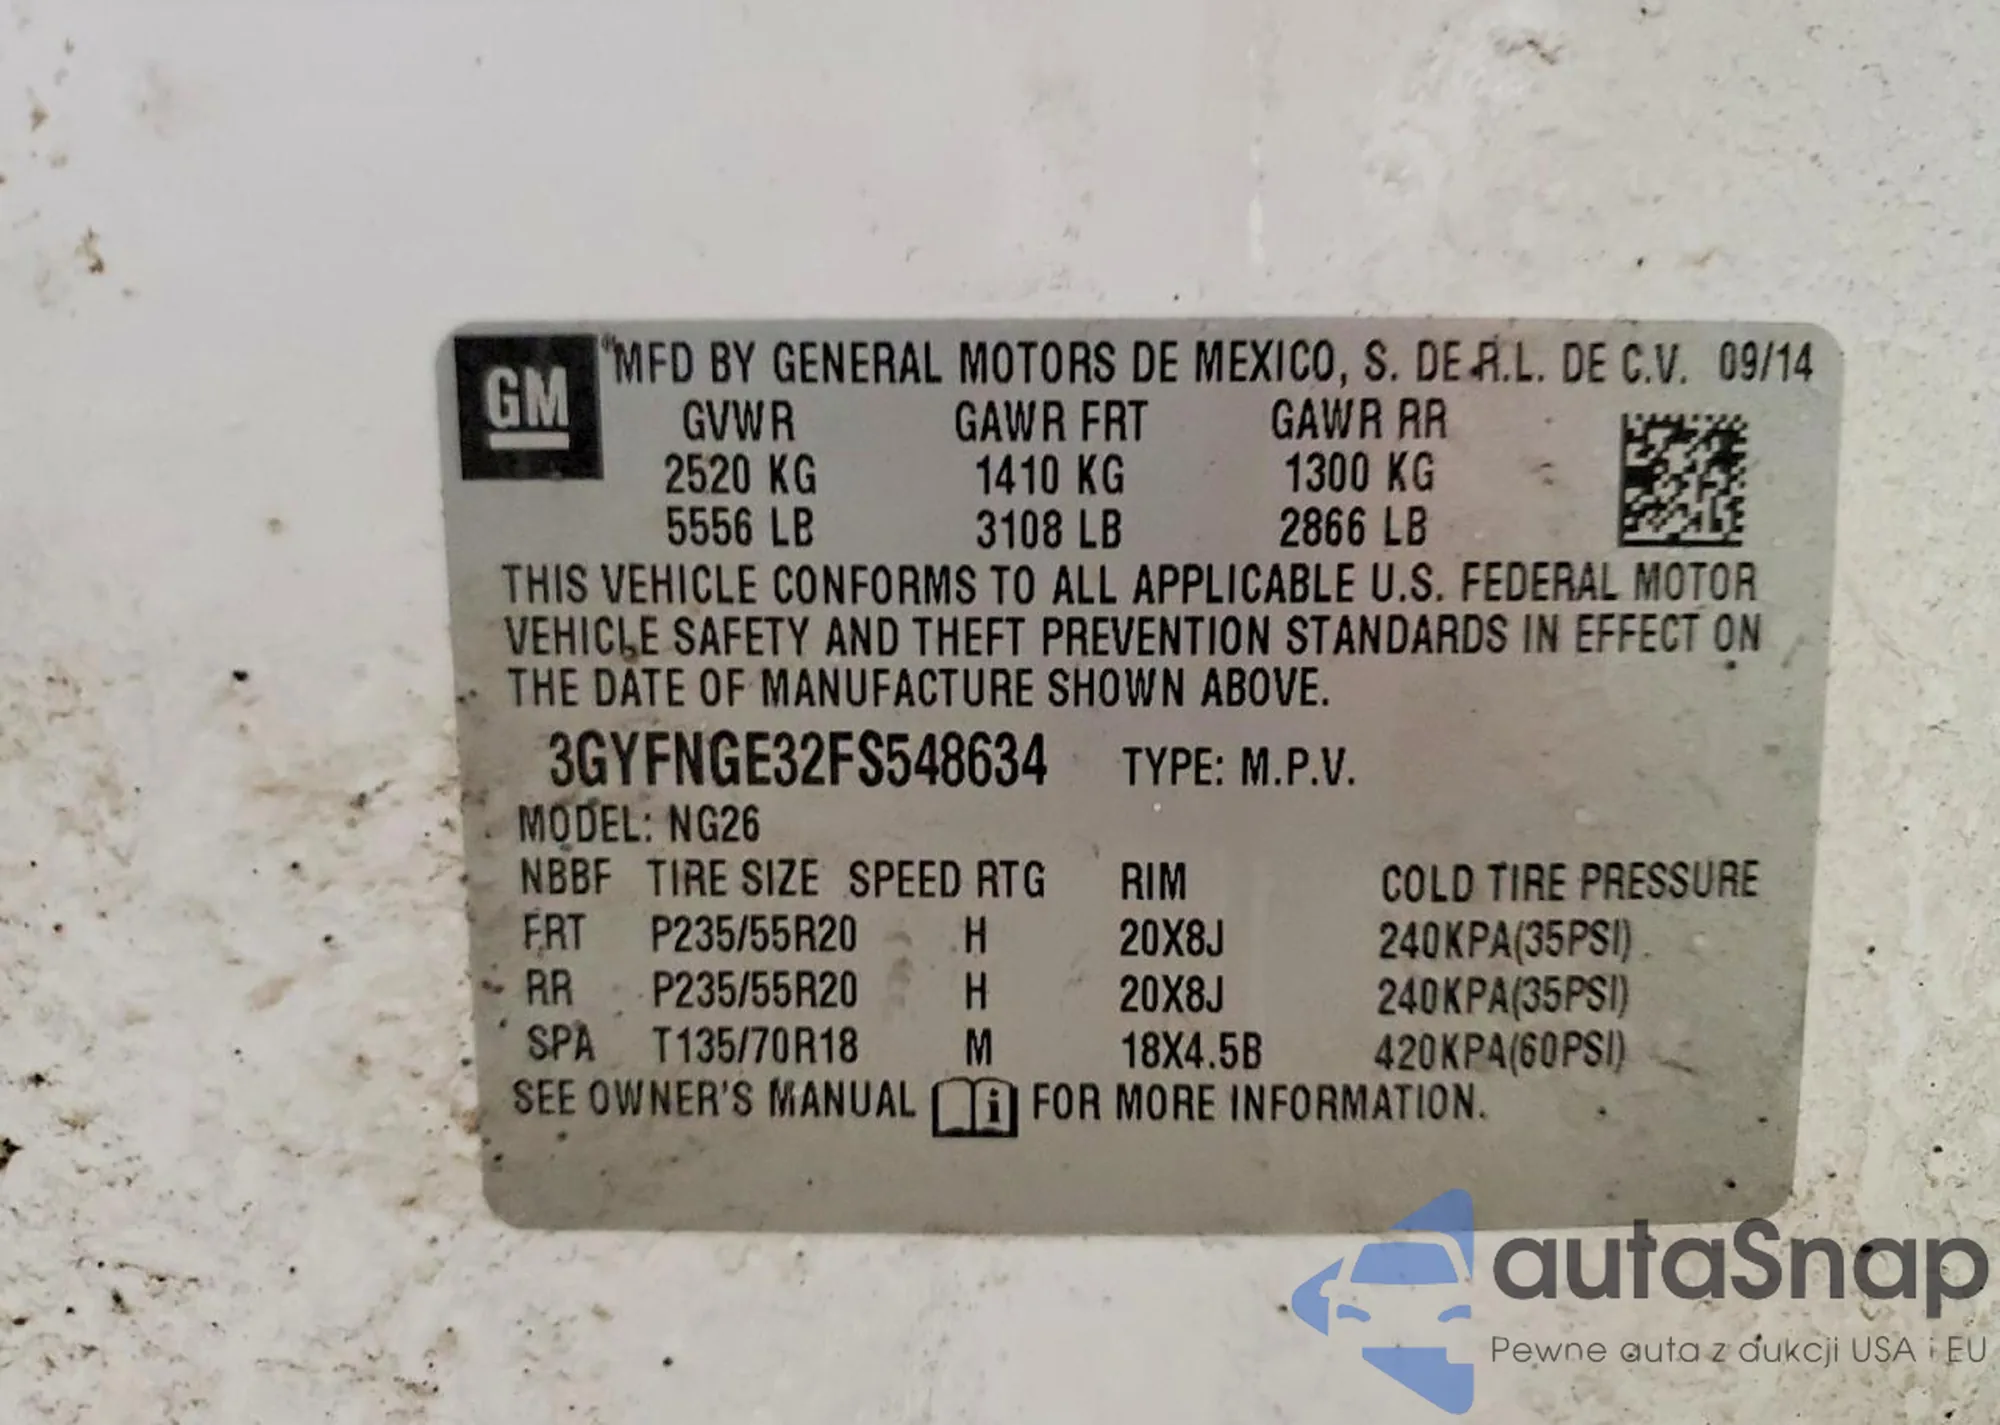 GM MFD BY GENERAL MOTORS DE MEXICO, S. DE R.L. DE C.V. 09/14
GVWR GAWR FRT GAWR RR
2520 KG 1410 KG 1300 KG
5556 LB 3108 LB 2866 LB
THIS VEHICLE CONFORMS TO ALL APPLICABLE U.S. FEDERAL MOTOR
VEHICLE SAFETY AND THEFT PREVENTION STANDARDS IN EFFECT ON
THE DATE OF MANUFACTURE SHOWN ABOVE.
3GYFNGE32FS548634 TYPE: M.P.V.
MODEL: NG26
NBBF TIRE SIZE SPEED RTG RIM COLD TIRE PRESSURE
FRT P235/55R20 H 20X8J 240KPA(35PSI)
RR P235/55R20 H 20X8J 240KPA(35PSI)
SPA T135/70R18 M 18X4.5B 420KPA(60PSI)
SEE OWNER'S MANUAL i FOR MORE INFORMATION.
autaSnap
Pewne auta z dukcji USA i EU